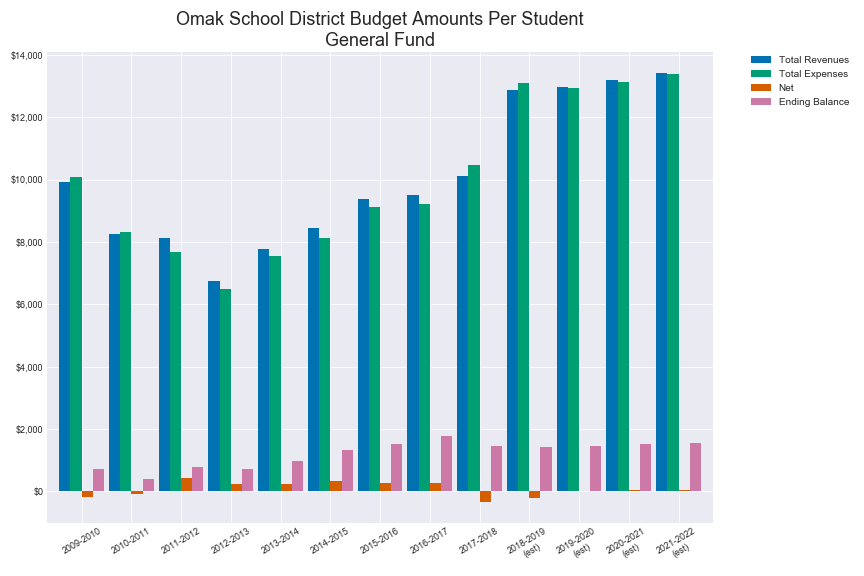 Omak School District Budget Amounts Per Student
General Fund
Total Revenues
Total Expenses
Net
Ending Balance
$14,000
$12,000
$10,000
$8,000
$6,000
$4,000
$2,000
$0
2009-2010
2010-2011
2011-2012
2012-2013
2013-2014
2014-2015
2015-2016
2016-2017
2017-2018
2018-2019
(est)
2019-2020
(est)
2020-2021
(est)
2021-2022
(est)